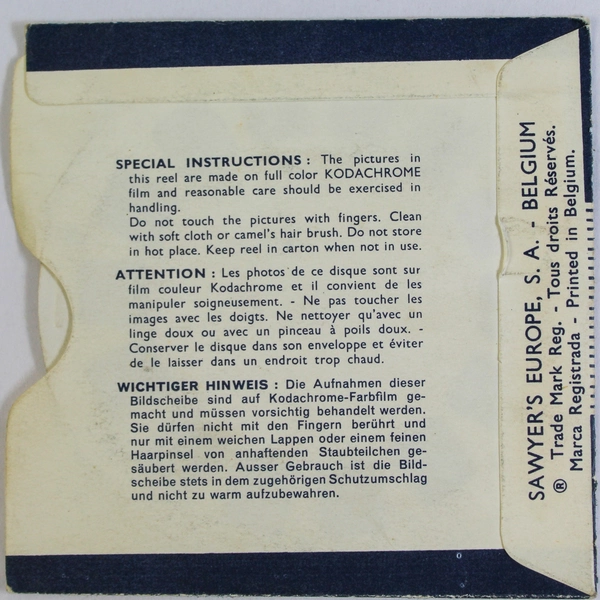 SPECIAL INSTRUCTIONS : The pictures in
this reel are made on full color KODACHROME
film and reasonable care should be exercised in
handling.
Do not touch the pictures with fingers. Clean
with soft cloth or camel's hair brush. Do not store
in hot place. Keep reel in carton when not in use.
ATTENTION : Les photos de ce disque sont sur
film couleur Kodachrome et il convient de les
manipuler soigneusement. - Ne pas toucher les
images avec les doigts. Ne nettoyer qu'avec un
linge doux ou avec un pinceau à poils doux. -
Conserver le disque dans son enveloppe et éviter
de le laisser dans un endroit trop chaud.
WICHTIGER HINWEIS : Die Aufnahmen dieser
Bildscheibe sind auf Kodachrome-Farbfilm ge-
macht und müssen vorsichtig behandelt werden.
Sie dürfen nicht mit den Fingern berührt und
nur mit einem weichen Lappen oder einem feinen
Haarpinsel von anhaftenden Staubteilchen ge-
säubert werden. Ausser Gebrauch ist die Bild-
scheibe stets in dem zugehörigen Schutzumschlag
und nicht zu warm aufzubewahren.
SAWYER'S EUROPE, S. A. - BELGIUM
® Trade Mark Reg. - Tous droits Réservés.
Marca Registrada - Printed in Belgium.